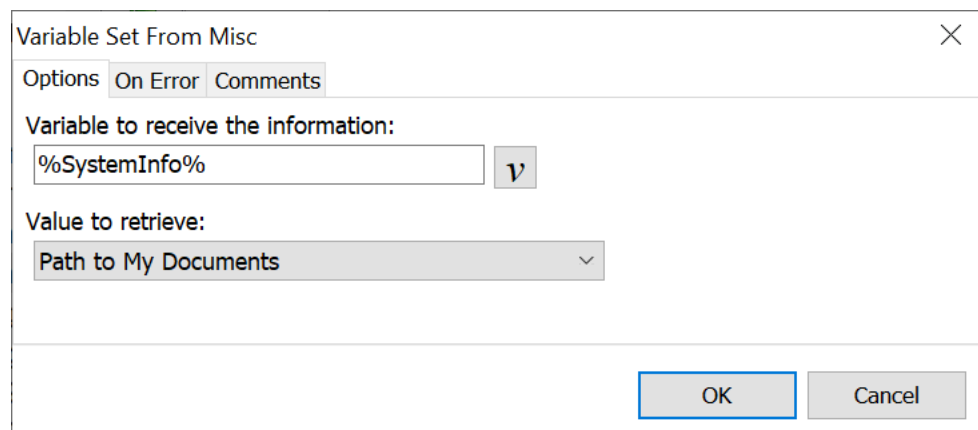 Variable Set From Misc
Options On Error Comments
Variable to receive the information:
%SystemInfo% v
Value to retrieve:
Path to My Documents
OK Cancel